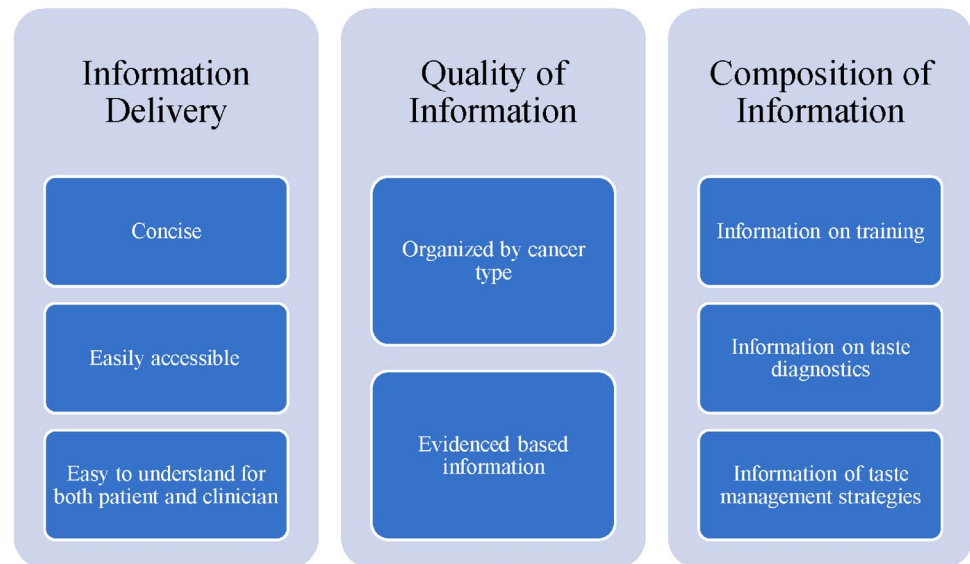 Information
Delivery
Concise
Easily accessible
Easy to understand for
both patient and clinician
Quality of
Information
Organized by cancer
type
Evidenced based
information
Composition of
Information
Information on training
Information on taste
diagnostics
Information of taste
management strategies